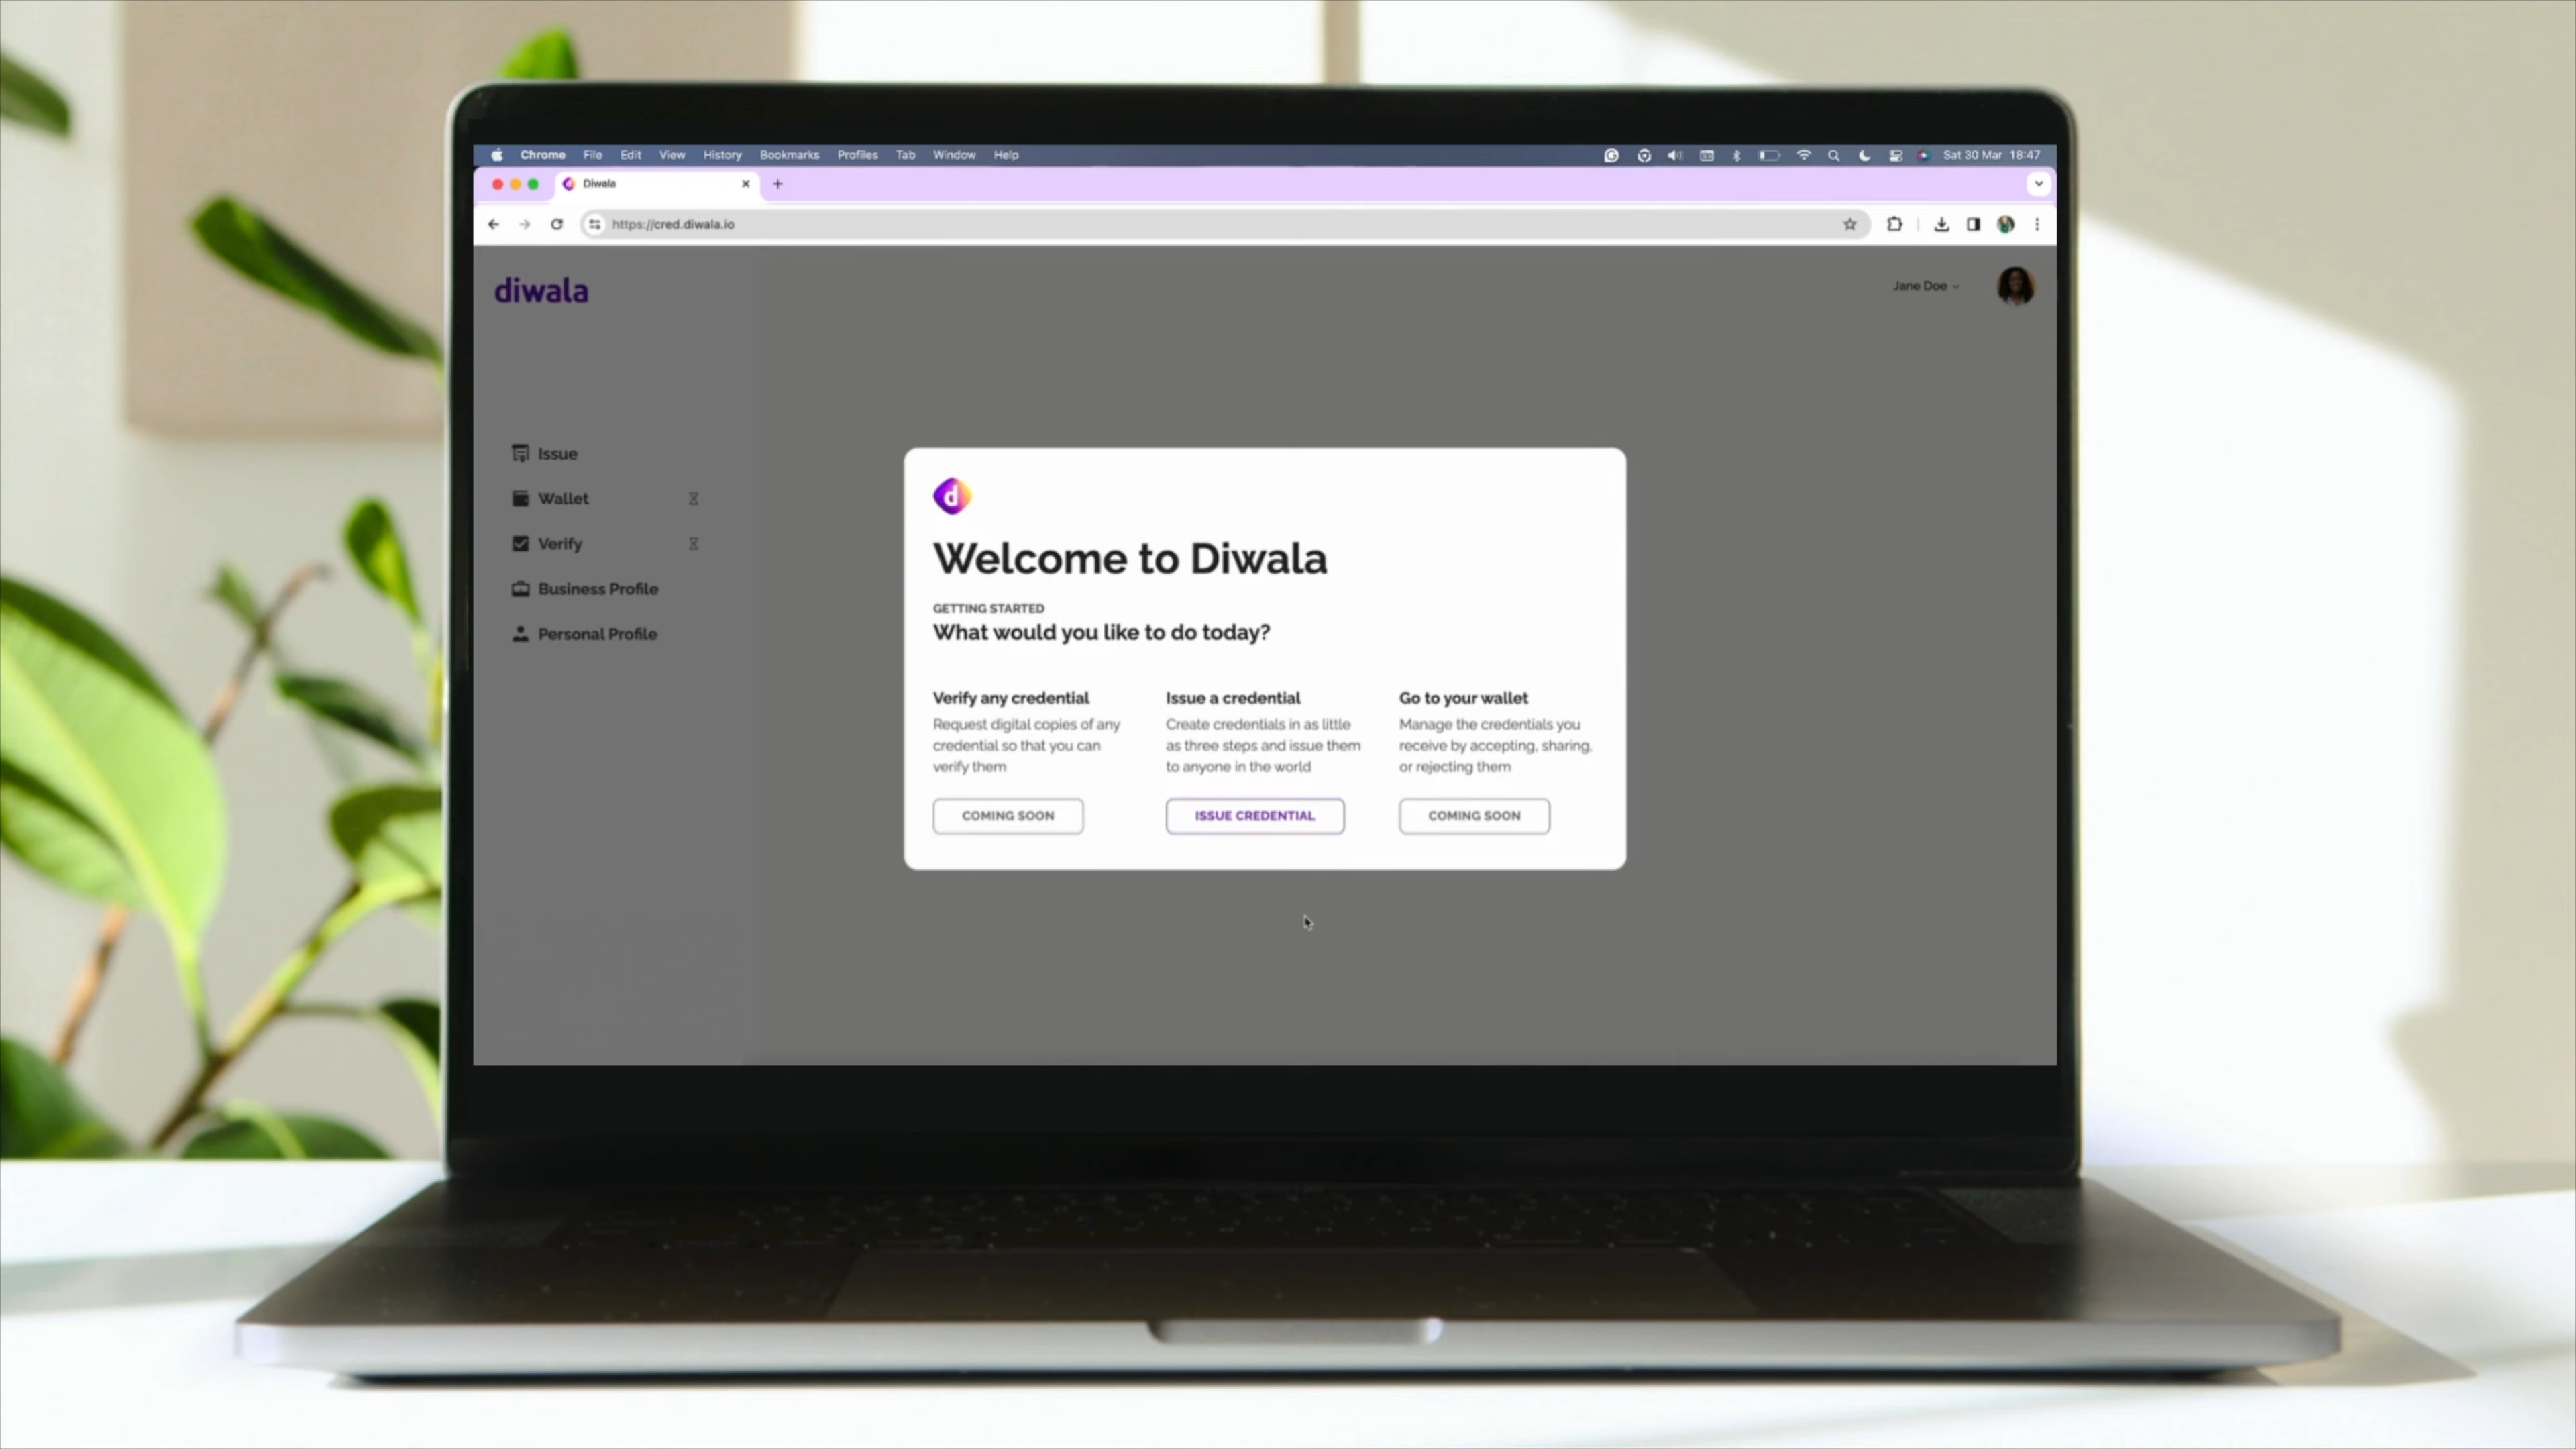 Chrome File Edit View History Bookmarks Profiles Tab Window Help Sat 30 Mar 18:47
Diwala
https://cred.diwala.io
diwala
Jane Doe
Issue
Wallet
Verify
Business Profile
Personal Profile
d
Welcome to Diwala
GETTING STARTED
What would you like to do today?
Verify any credential
Request digital copies of any
credential so that you can
verify them
COMING SOON
Issue a credential
Create credentials in as little
as three steps and issue them
to anyone in the world
ISSUE CREDENTIAL
Go to your wallet
Manage the credentials you
receive by accepting, sharing,
or rejecting them
COMING SOON